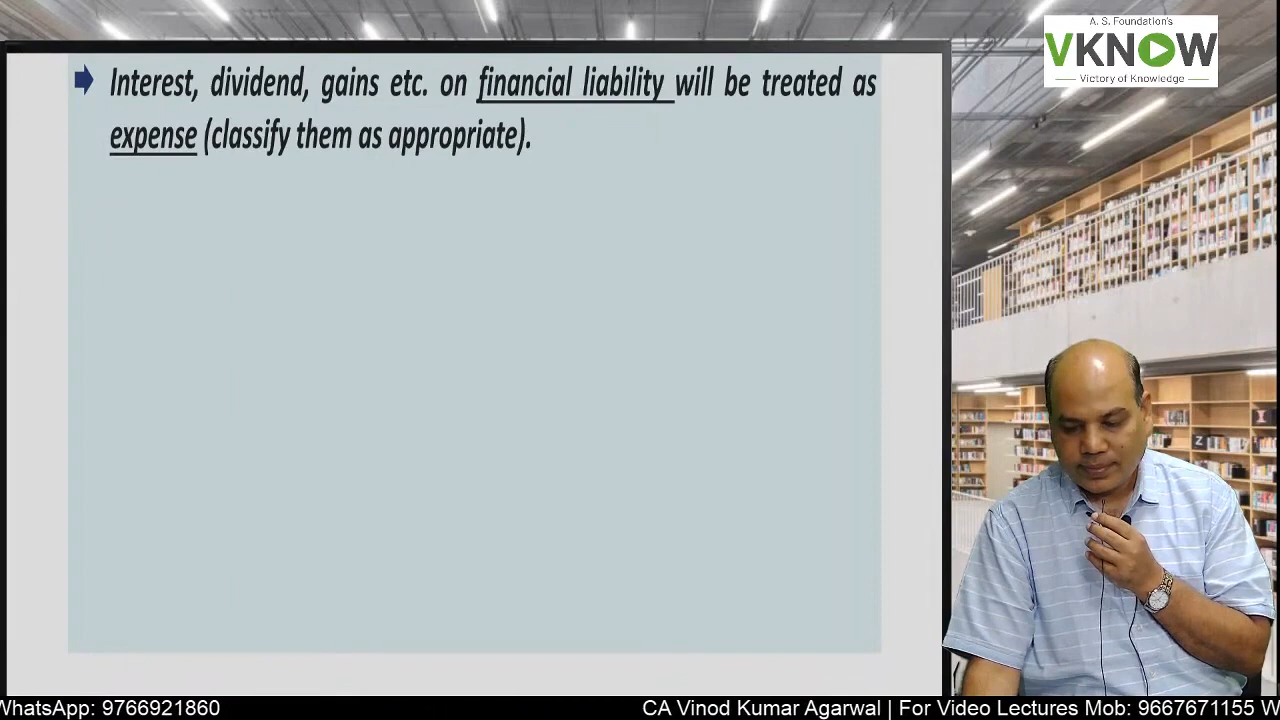 A. S. Foundation's
VKNOW
Victory of Knowledge
Interest, dividend, gains etc. on financial liability will be treated as
expense (classify them as appropriate).
WhatsApp: 9766921860
CA Vinod Kumar Agarwal | For Video Lectures Mob: 9667671155 W